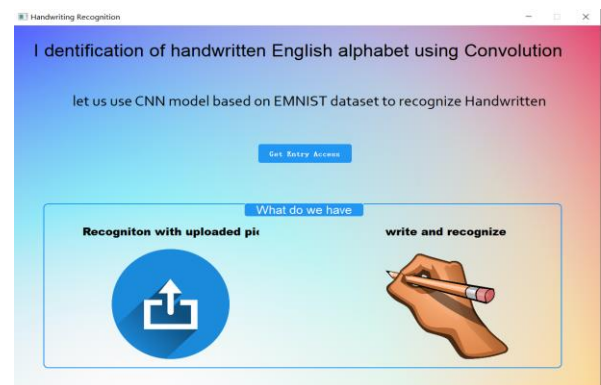 Handwriting Recognition
I dentification of handwritten English alphabet using Convolution
let us use CNN model based on EMNIST dataset to recognize Handwritten
Get Entry Access
What do we have
Recogniton with uploaded pic
write and recognize